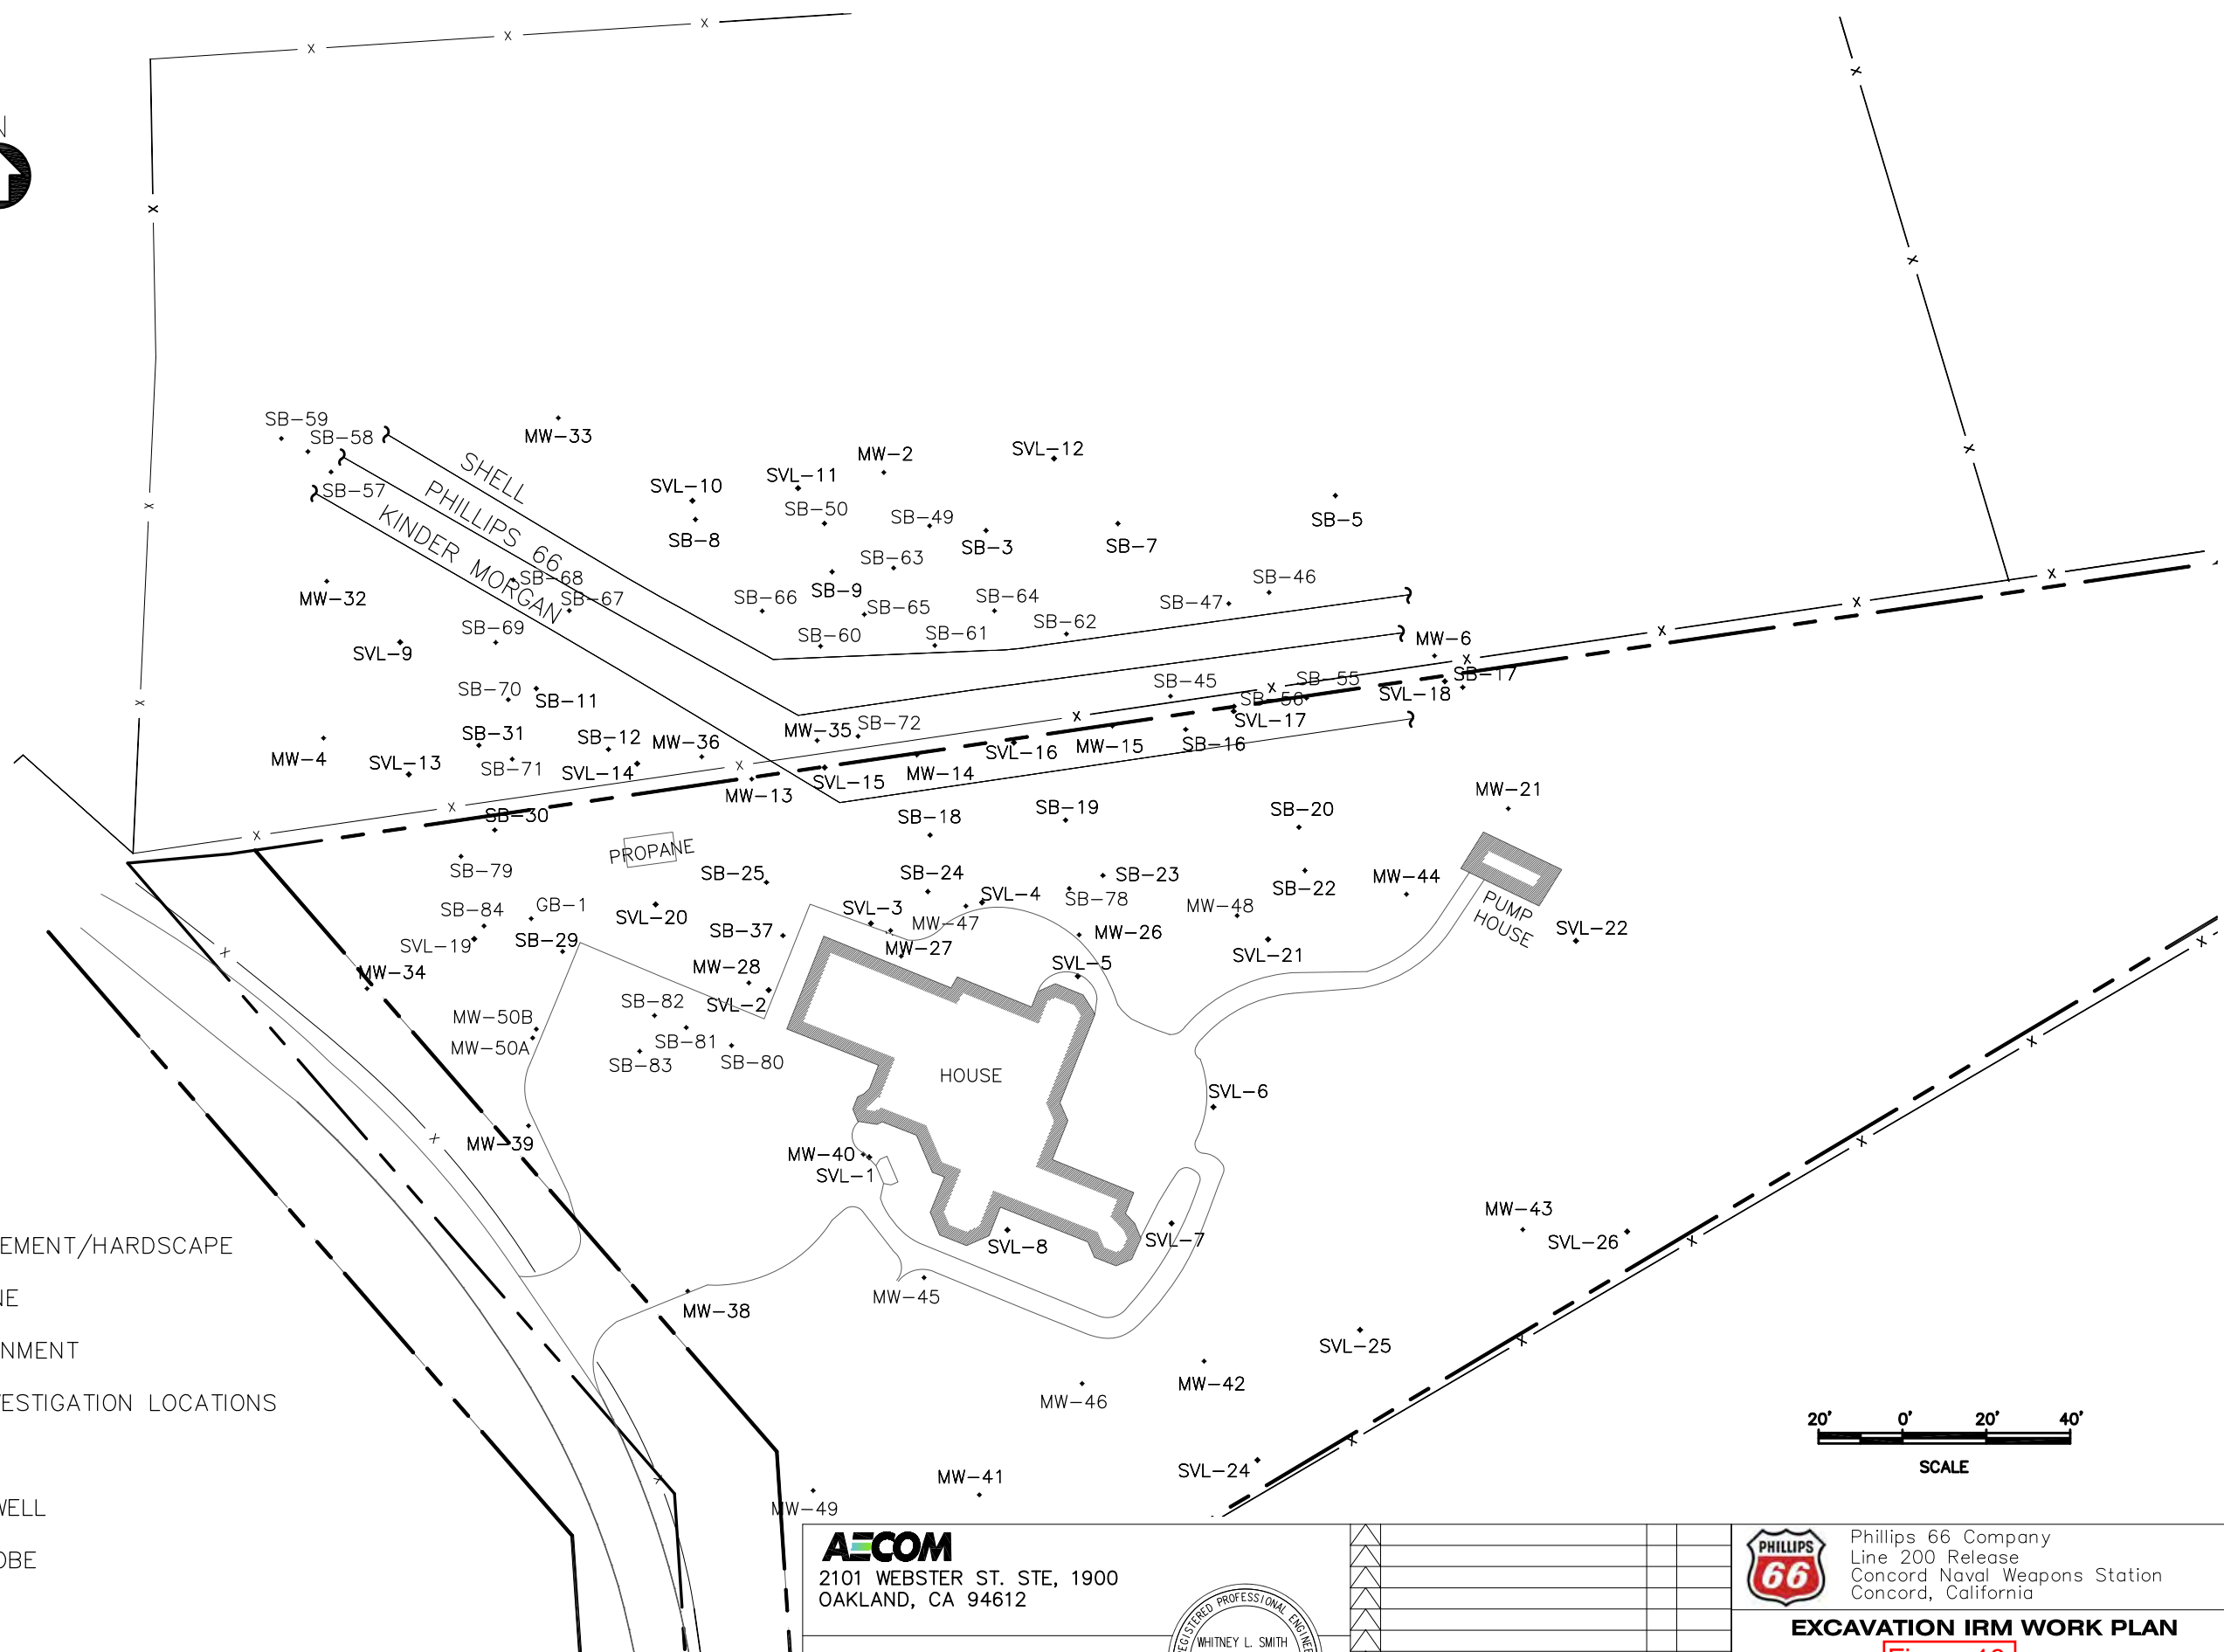 N
SB-59
SB-58
SB-57
MW-33
SHELL
PHILLIPS 66
KINDER MORGAN
MW-2
SVL-12
SVL-11
SVL-10
SB-50
SB-49
SB-8
SB-3
SB-7
SB-5
SB-63
SB-9
SB-68
SB-67
MW-32
SB-66
SB-65
SB-64
SB-46
SB-47
SB-69
SVL-9
SB-60
SB-61
SB-62
MW-6
SB-17
SB-70
SB-11
SB-45
SB-55
SB-56
SVL-18
SVL-17
SB-31
SB-12
MW-36
MW-35
SB-72
SVL-16
MW-15
SB-16
MW-4
SVL-13
SB-71
SVL-14
SVL-15
MW-14
MW-13
MW-21
SB-30
SB-18
SB-19
SB-20
PROPANE
SB-79
SB-25
SB-24
SB-23
SB-22
MW-44
SVL-4
SB-78
GB-1
SB-84
SVL-20
SVL-3
MW-47
MW-48
PUMP
HOUSE
SVL-22
SVL-19
SB-29
SB-37
MW-27
MW-26
SVL-21
MW-34
MW-28
SVL-5
SB-82
SVL-2
MW-50B
MW-50A
SB-81
SB-83
SB-80
HOUSE
SVL-6
MW-39
MW-40
SVL-1
MW-43
SVL-26
SVL-8
SVL-7
MW-45
MW-38
SVL-25
MW-46
MW-42
MW-41
SVL-24
MW-49
EMENT/HARDSCAPE
NE
NMENT
ESTIGATION LOCATIONS
WELL
OBE
20' 0' 20' 40'
SCALE
AECOM
2101 WEBSTER ST. STE, 1900
OAKLAND, CA 94612
REGISTERED PROFESSIONAL ENGINEE
WHITNEY L. SMITH
PHILLIPS
66
Phillips 66 Company
Line 200 Release
Concord Naval Weapons Station
Concord, California
EXCAVATION IRM WORK PLAN